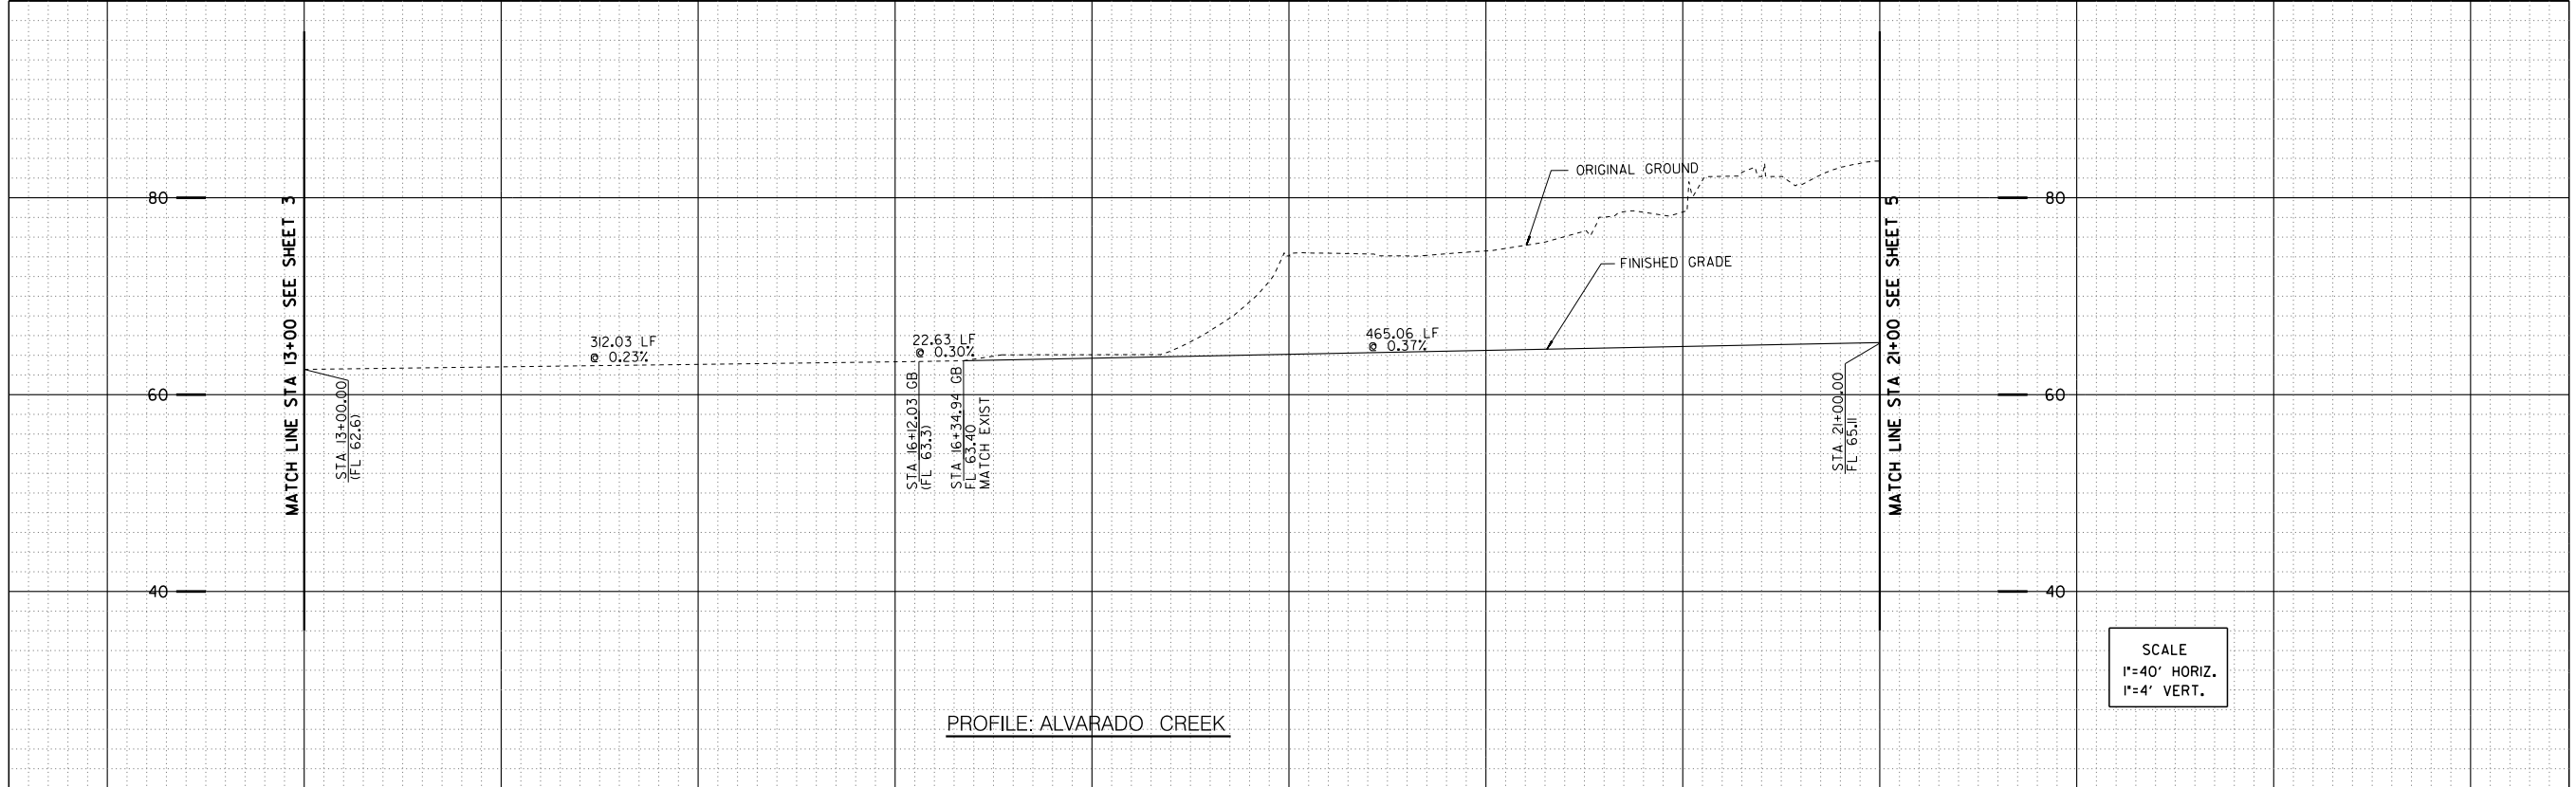 ORIGINAL GROUND
80
80
FINISHED GRADE
MATCH LINE STA 13+00 SEE SHEET 3
MATCH LINE STA 21+00 SEE SHEET 5
312.03 LF
@ 0.23%
22.63 LF
@ 0.30%
465.06 LF
@ 0.37%
60
60
STA 13+00.00
(FL 62.6)
STA 16+12.03 GB
(FL 63.3)
STA 16+34.94 GB
FL 63.40
MATCH EXIST
STA 21+00.00
FL 65.11
40
40
SCALE
1"=40' HORIZ.
1"=4' VERT.
PROFILE: ALVARADO CREEK